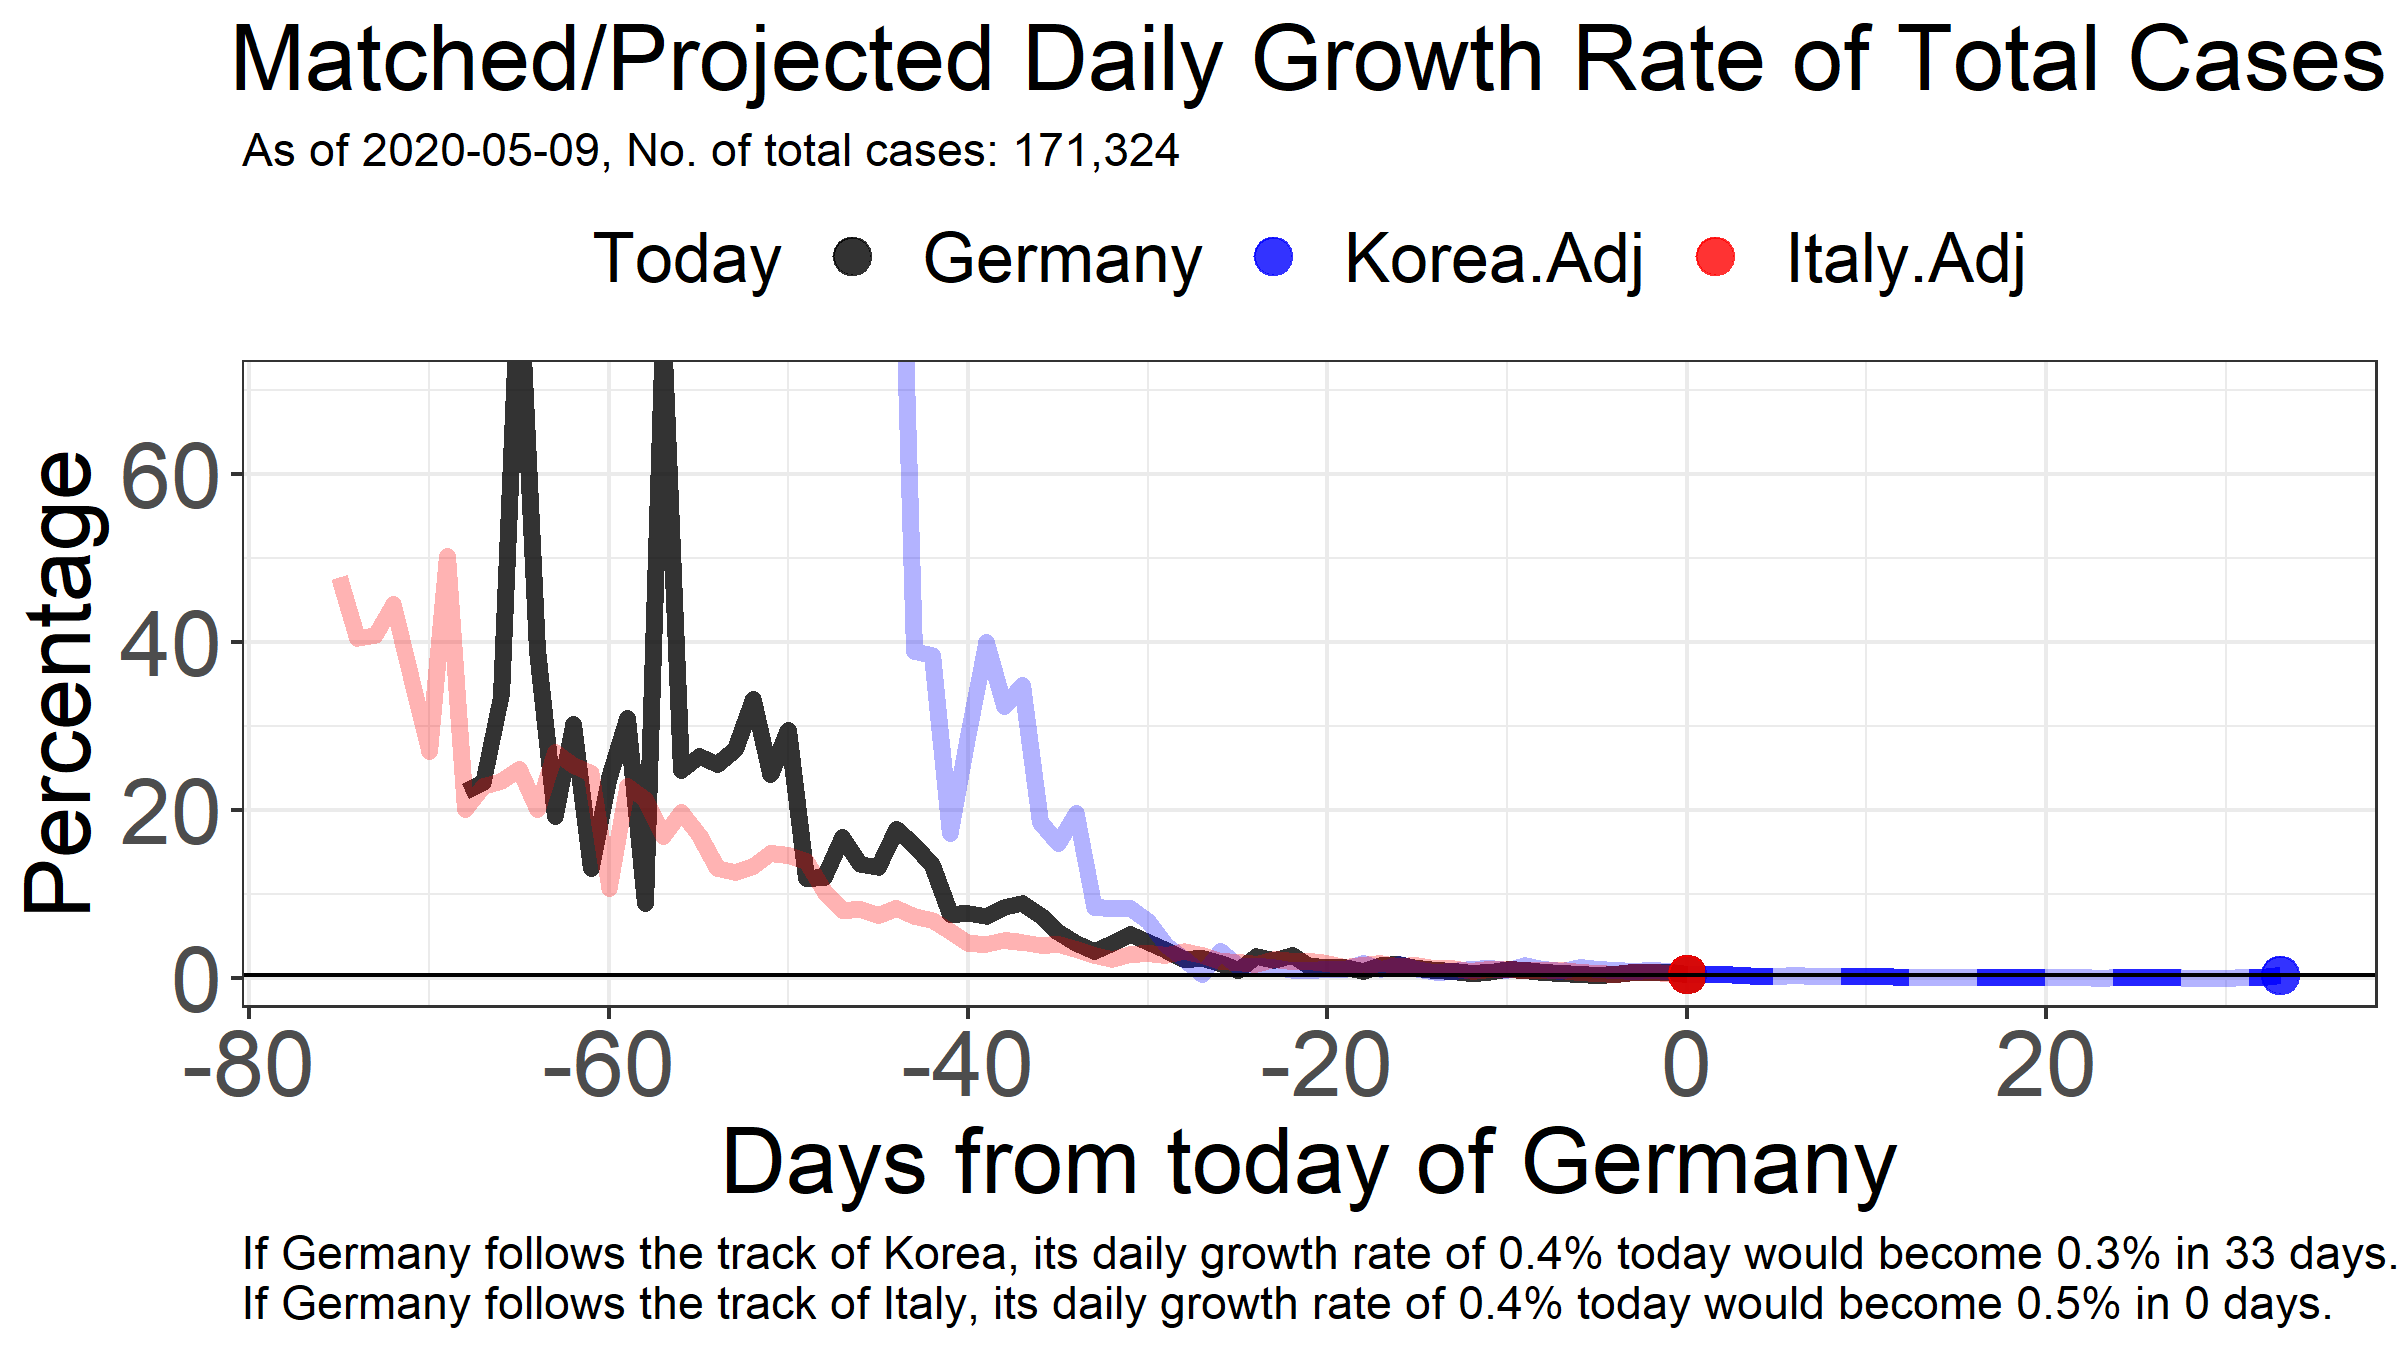 Matched/Projected Daily Growth Rate of Total Cases
As of 2020-05-09, No. of total cases: 171,324
Today Germany Korea.Adj Italy.Adj
Percentage
60
40
20
0
-80 -60 -40 -20 0 20
Days from today of Germany
If Germany follows the track of Korea, its daily growth rate of 0.4% today would become 0.3% in 33 days.
If Germany follows the track of Italy, its daily growth rate of 0.4% today would become 0.5% in 0 days.